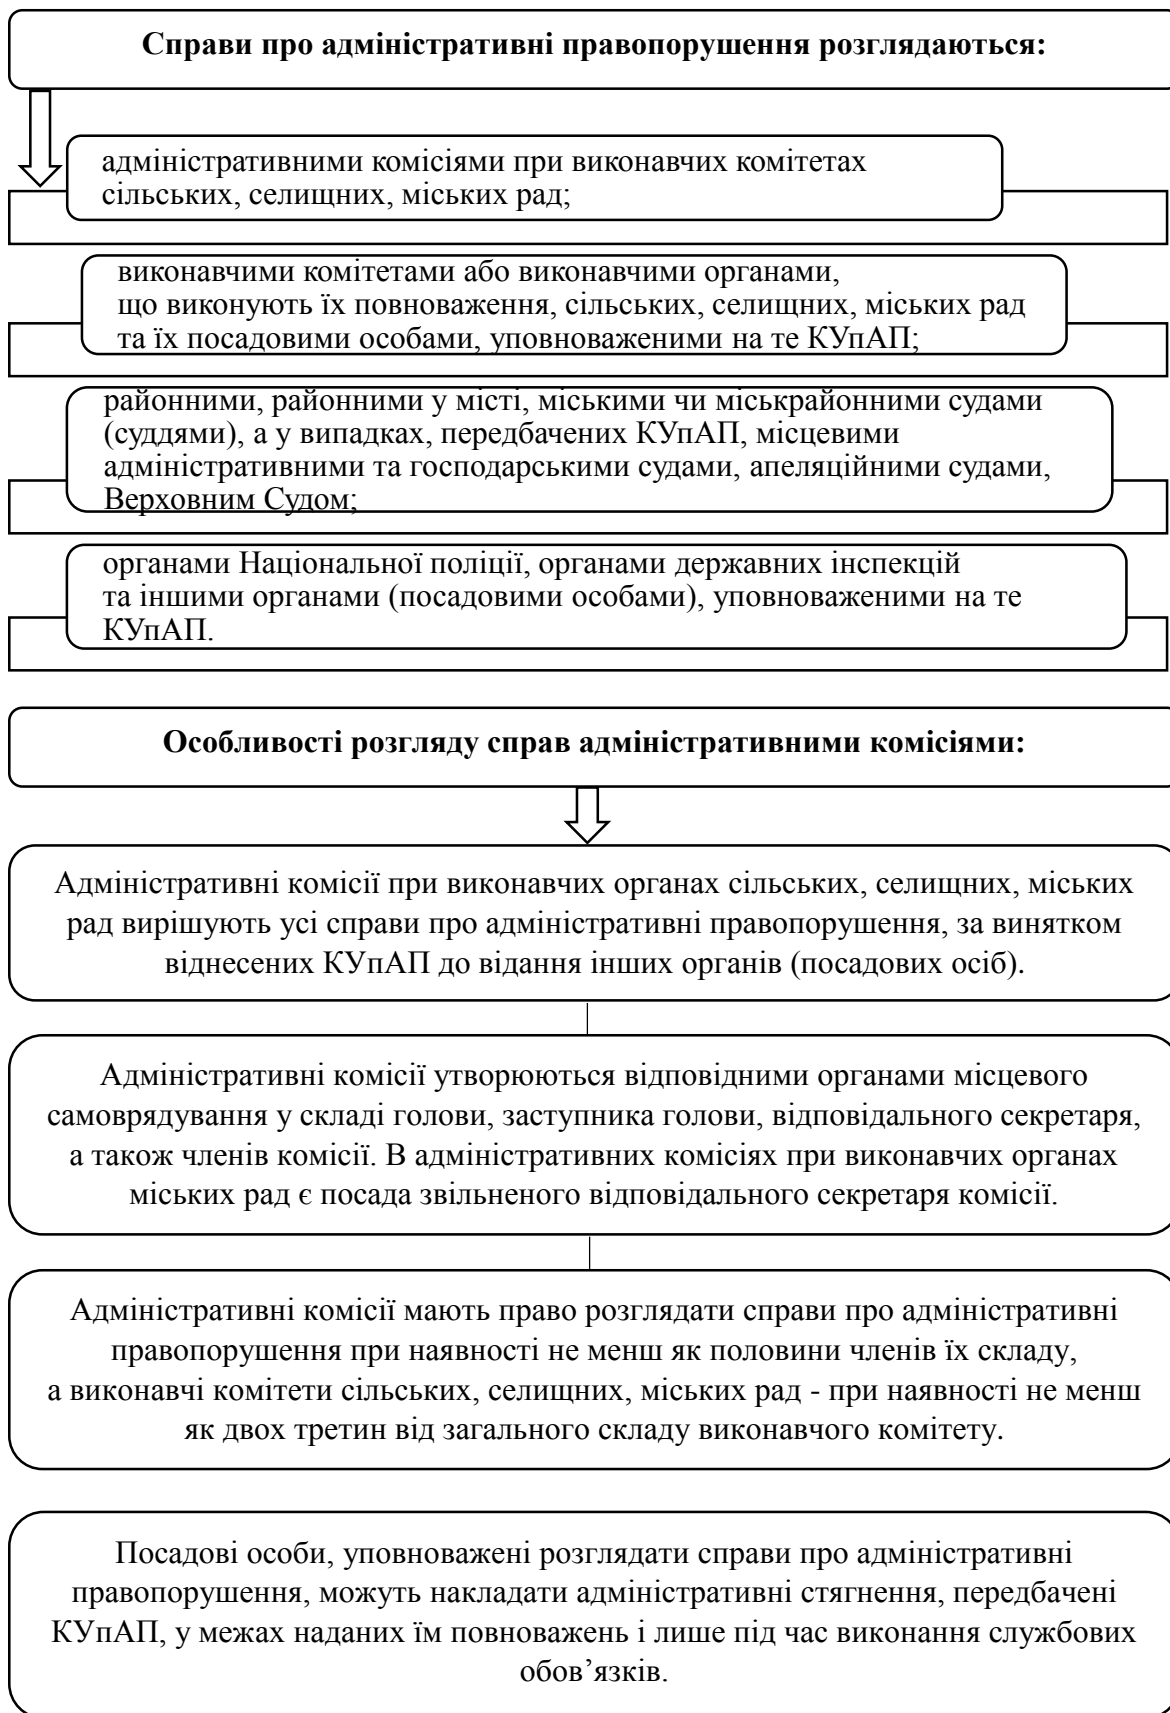 Справи про адміністративні правопорушення розглядаються:
адміністративними комісіями при виконавчих комітетах
сільських, селищних, міських рад;
виконавчими комітетами або виконавчими органами,
що виконують їх повноваження, сільських, селищних, міських рад
та їх посадовими особами, уповноваженими на те КУпАП;
районними, районними у місті, міськими чи міськрайонними судами
(суддями), а у випадках, передбачених КУпАП, місцевими
адміністративними та господарськими судами, апеляційними судами,
Верховним Судом;
органами Національної поліції, органами державних інспекцій
та іншими органами (посадовими особами), уповноваженими на те
КУпАП.
Особливості розгляду справ адміністративними комісіями:
Адміністративні комісії при виконавчих органах сільських, селищних, міських
рад вирішують усі справи про адміністративні правопорушення, за винятком
віднесених КУпАП до відання інших органів (посадових осіб).
Адміністративні комісії утворюються відповідними органами місцевого
самоврядування у складі голови, заступника голови, відповідального секретаря,
а також членів комісії. В адміністративних комісіях при виконавчих органах
міських рад є посада звільненого відповідального секретаря комісії.
Адміністративні комісії мають право розглядати справи про адміністративні
правопорушення при наявності не менш як половини членів їх складу,
а виконавчі комітети сільських, селищних, міських рад - при наявності не менш
як двох третин від загального складу виконавчого комітету.
Посадові особи, уповноважені розглядати справи про адміністративні
правопорушення, можуть накладати адміністративні стягнення, передбачені
КУпАП, у межах наданих їм повноважень і лише під час виконання службових
обов’язків.